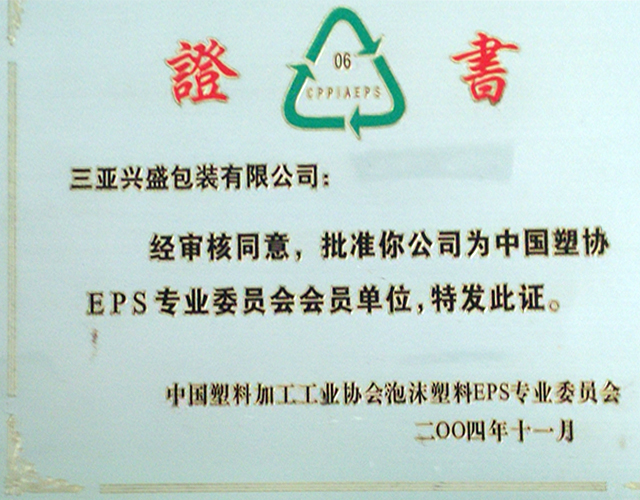 證 06 書
CPPIAEPS
三亚兴盛包装有限公司:
经审核同意，批准你公司为中国塑协
EPS专业委员会会员单位,特发此证。
中国塑料加工工业协会泡沫塑料EPS专业委员会
二OO四年十一月